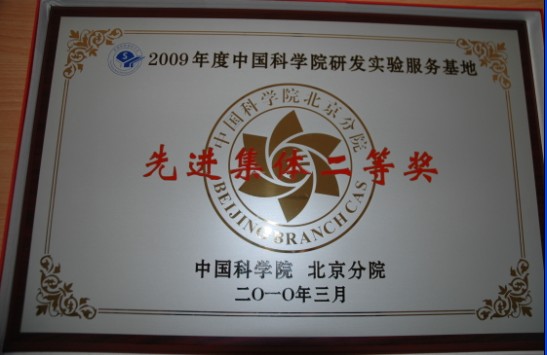 2009年度中国科学院研发实验服务基地
中国科学院北京分院
先进集体二等奖
BEIJING BRANCH CAS
中国科学院 北京分院
二〇一〇年三月